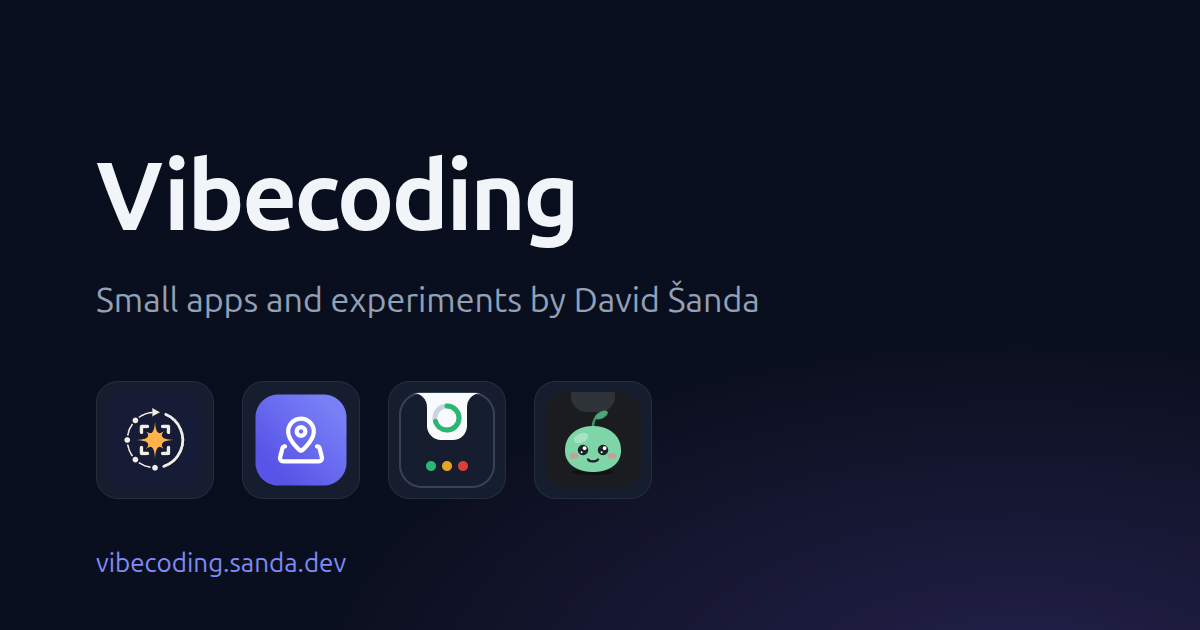 Vibecoding
Small apps and experiments by David Šanda
vibecoding.sanda.dev